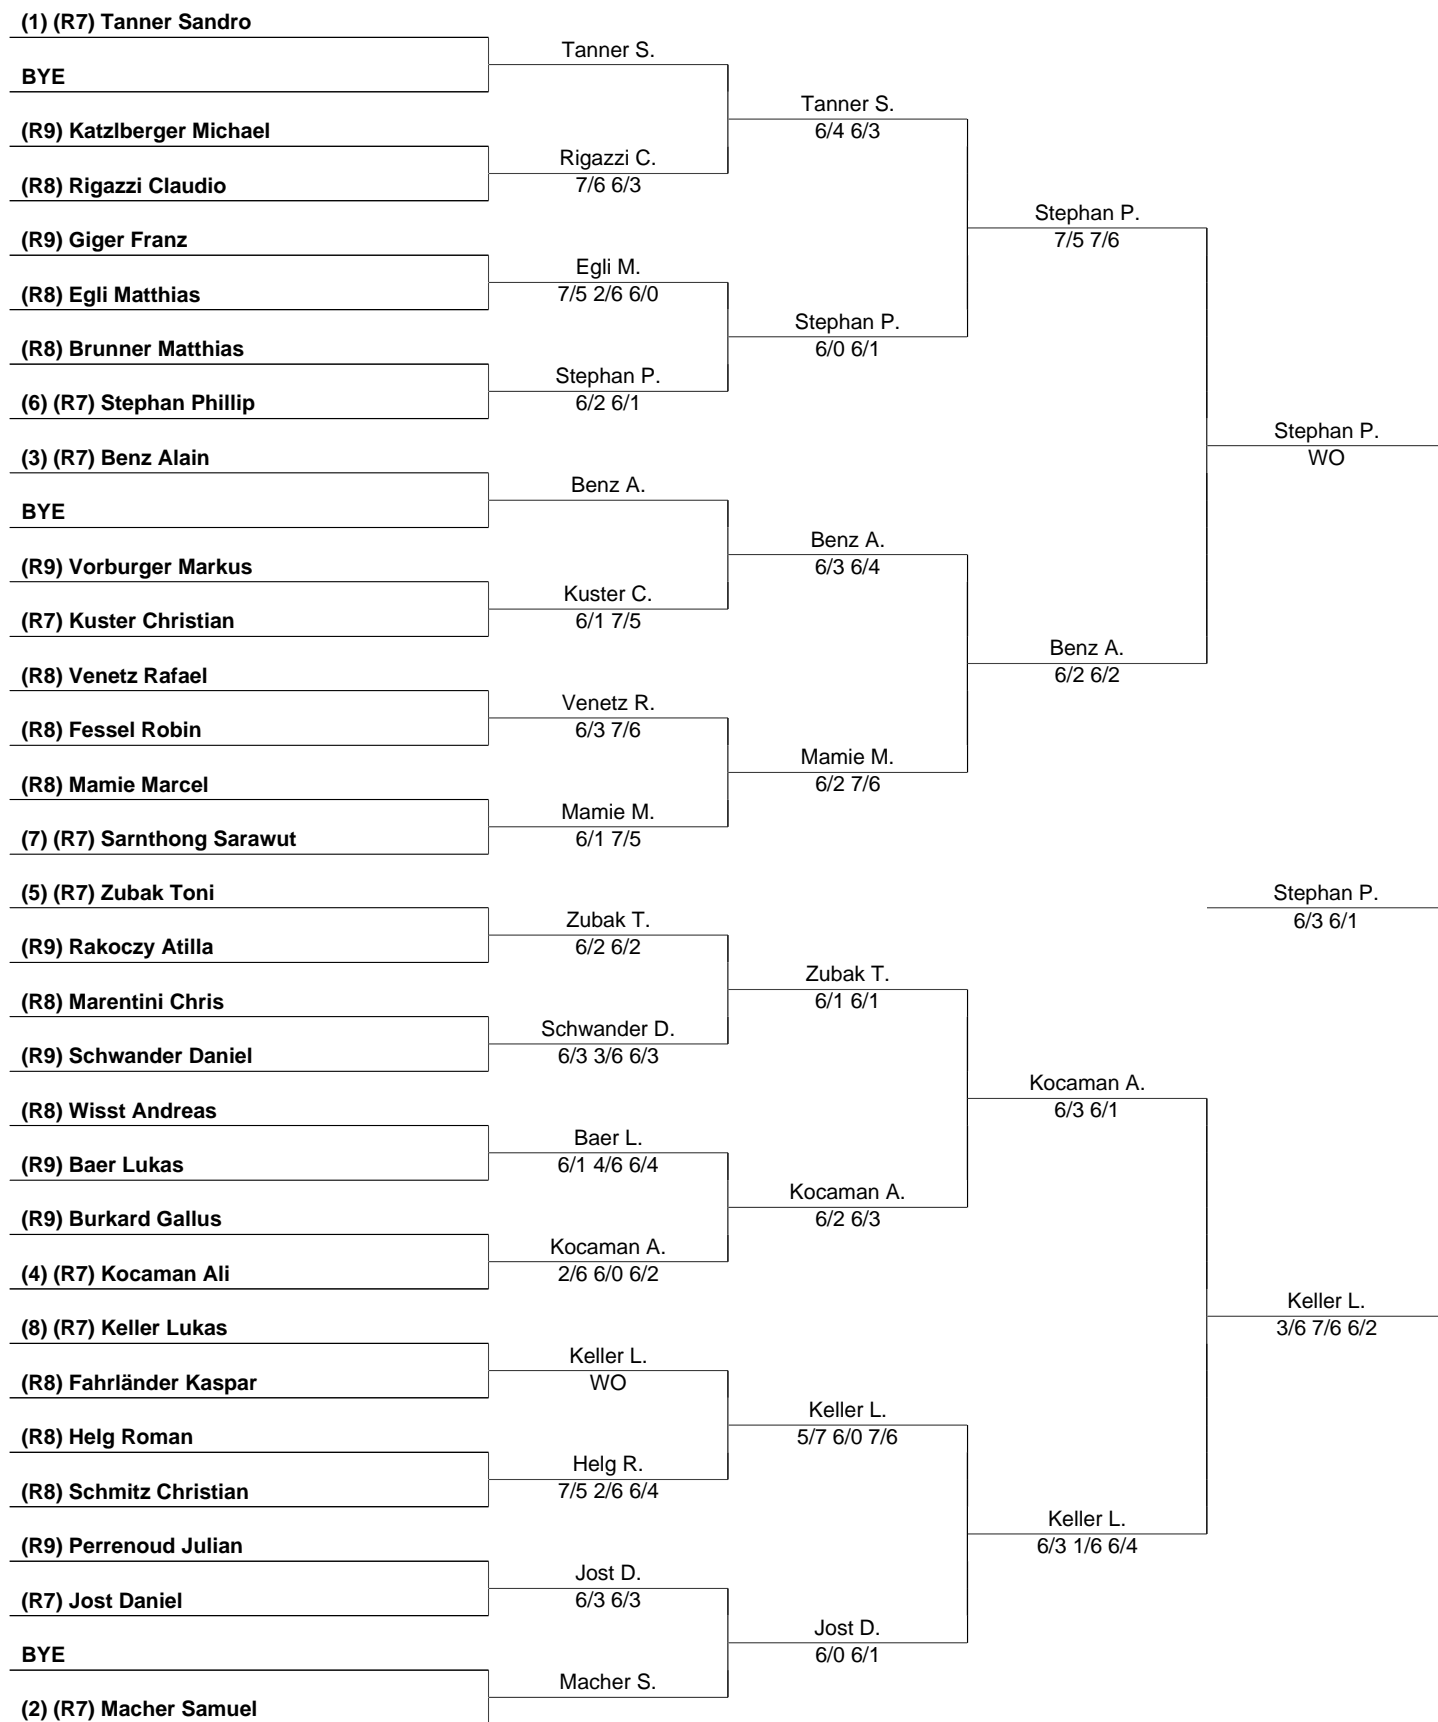 (1) (R7) Tanner Sandro
Tanner S.
BYE
Tanner S.
6/4 6/3
(R9) Katzlberger Michael
Rigazzi C.
7/6 6/3
(R8) Rigazzi Claudio
Stephan P.
7/5 7/6
(R9) Giger Franz
Egli M.
7/5 2/6 6/0
(R8) Egli Matthias
Stephan P.
6/0 6/1
(R8) Brunner Matthias
Stephan P.
6/2 6/1
(6) (R7) Stephan Phillip
Stephan P.
WO
(3) (R7) Benz Alain
Benz A.
BYE
Benz A.
6/3 6/4
(R9) Vorburger Markus
Kuster C.
6/1 7/5
(R7) Kuster Christian
Benz A.
6/2 6/2
(R8) Venetz Rafael
Venetz R.
6/3 7/6
(R8) Fessel Robin
Mamie M.
6/2 7/6
(R8) Mamie Marcel
Mamie M.
6/1 7/5
(7) (R7) Sarnthong Sarawut
Stephan P.
6/3 6/1
(5) (R7) Zubak Toni
Zubak T.
6/2 6/2
(R9) Rakoczy Atilla
Zubak T.
6/1 6/1
(R8) Marentini Chris
Schwander D.
6/3 3/6 6/3
(R9) Schwander Daniel
Kocaman A.
6/3 6/1
(R8) Wisst Andreas
Baer L.
6/1 4/6 6/4
(R9) Baer Lukas
Kocaman A.
6/2 6/3
(R9) Burkard Gallus
Kocaman A.
2/6 6/0 6/2
(4) (R7) Kocaman Ali
Keller L.
3/6 7/6 6/2
(8) (R7) Keller Lukas
Keller L.
WO
(R8) Fahrländer Kaspar
Keller L.
5/7 6/0 7/6
(R8) Helg Roman
Helg R.
7/5 2/6 6/4
(R8) Schmitz Christian
Keller L.
6/3 1/6 6/4
(R9) Perrenoud Julian
Jost D.
6/3 6/3
(R7) Jost Daniel
Jost D.
6/0 6/1
BYE
Macher S.
(2) (R7) Macher Samuel